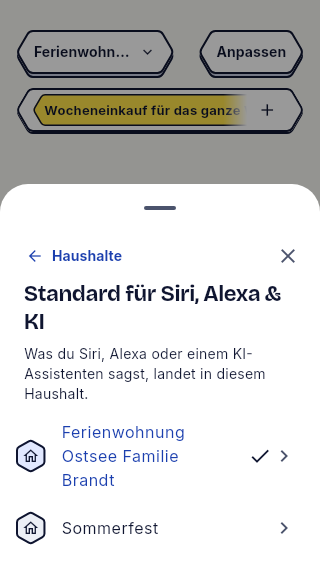 Ferienwohn...
Anpassen
Wocheneinkauf für das ganze
Haushalte
Standard für Siri, Alexa &
KI
Was du Siri, Alexa oder einem KI-
Assistenten sagst, landet in diesem
Haushalt.
Ferienwohnung
Ostsee Familie
Brandt
Sommerfest